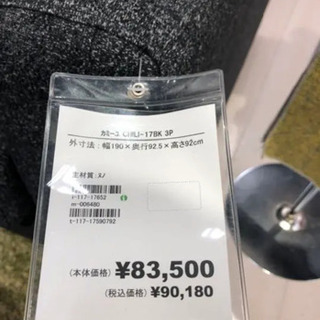 ｶﾐｰﾕ CHILI-17BK 3P
外寸法：幅190×奥行92.5×高さ92cm
主材質：ヌノ
t-117-17652
m-006480
t-117-17590792
(本体価格) ¥83,500
(税込価格) ¥90,180